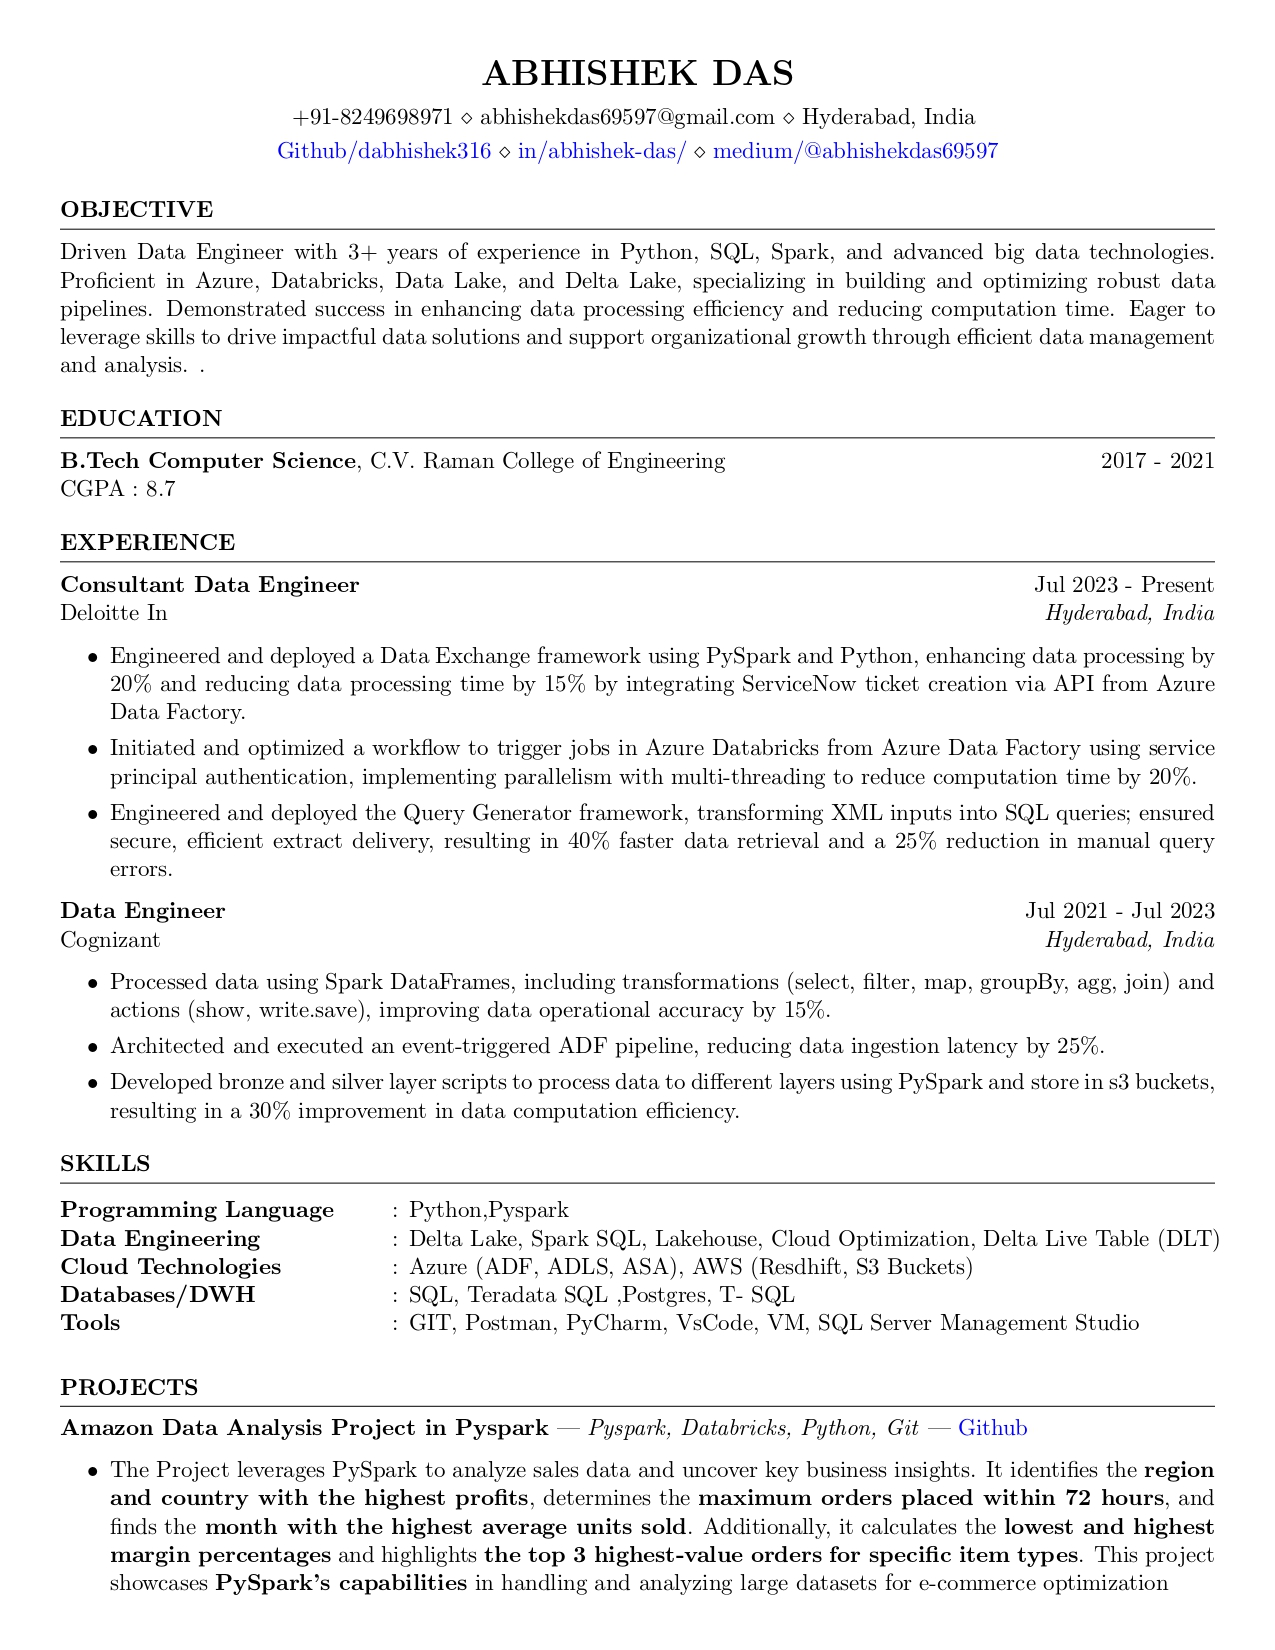 ABHISHEK DAS
+91-8249698971 ⋄ abhishekdas69597@gmail.com ⋄ Hyderabad, India
Github/dabhishek316 ⋄ in/abhishek-das/ ⋄ medium/@abhishekdas69597
OBJECTIVE
Driven Data Engineer with 3+ years of experience in Python, SQL, Spark, and advanced big data technologies.
Proficient in Azure, Databricks, Data Lake, and Delta Lake, specializing in building and optimizing robust data
pipelines. Demonstrated success in enhancing data processing efficiency and reducing computation time. Eager to
leverage skills to drive impactful data solutions and support organizational growth through efficient data management
and analysis. .
EDUCATION
B.Tech Computer Science, C.V. Raman College of Engineering 2017 - 2021
CGPA : 8.7
EXPERIENCE
Consultant Data Engineer Jul 2023 - Present
Deloitte In Hyderabad, India
• Engineered and deployed a Data Exchange framework using PySpark and Python, enhancing data processing by
20% and reducing data processing time by 15% by integrating ServiceNow ticket creation via API from Azure
Data Factory.
• Initiated and optimized a workflow to trigger jobs in Azure Databricks from Azure Data Factory using service
principal authentication, implementing parallelism with multi-threading to reduce computation time by 20%.
• Engineered and deployed the Query Generator framework, transforming XML inputs into SQL queries; ensured
secure, efficient extract delivery, resulting in 40% faster data retrieval and a 25% reduction in manual query
errors.
Data Engineer Jul 2021 - Jul 2023
Cognizant Hyderabad, India
• Processed data using Spark DataFrames, including transformations (select, filter, map, groupBy, agg, join) and
actions (show, write.save), improving data operational accuracy by 15%.
• Architected and executed an event-triggered ADF pipeline, reducing data ingestion latency by 25%.
• Developed bronze and silver layer scripts to process data to different layers using PySpark and store in s3 buckets,
resulting in a 30% improvement in data computation efficiency.
SKILLS
Programming Language : Python,Pyspark
Data Engineering : Delta Lake, Spark SQL, Lakehouse, Cloud Optimization, Delta Live Table (DLT)
Cloud Technologies : Azure (ADF, ADLS, ASA), AWS (Resdhift, S3 Buckets)
Databases/DWH : SQL, Teradata SQL ,Postgres, T- SQL
Tools : GIT, Postman, PyCharm, VsCode, VM, SQL Server Management Studio
PROJECTS
Amazon Data Analysis Project in Pyspark — Pyspark, Databricks, Python, Git — Github
• The Project leverages PySpark to analyze sales data and uncover key business insights. It identifies the region
and country with the highest profits, determines the maximum orders placed within 72 hours, and
finds the month with the highest average units sold. Additionally, it calculates the lowest and highest
margin percentages and highlights the top 3 highest-value orders for specific item types. This project
showcases PySpark's capabilities in handling and analyzing large datasets for e-commerce optimization